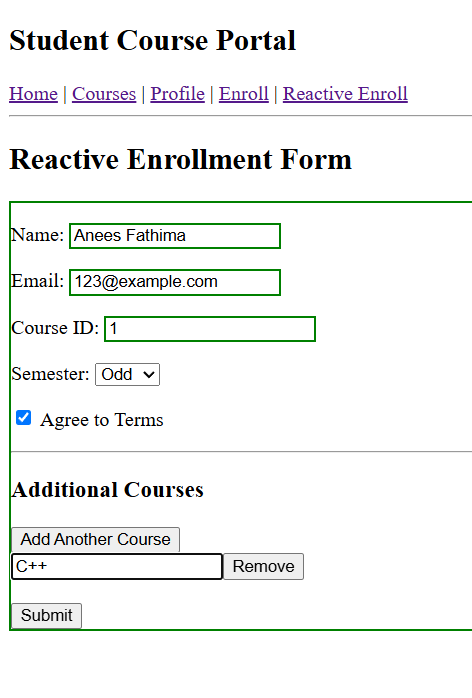 Student Course Portal
Home | Courses | Profile | Enroll | Reactive Enroll
Reactive Enrollment Form
Name: Anees Fathima
Email: 123@example.com
Course ID: 1
Semester: Odd
Agree to Terms
Additional Courses
Add Another Course
C++ Remove
Submit